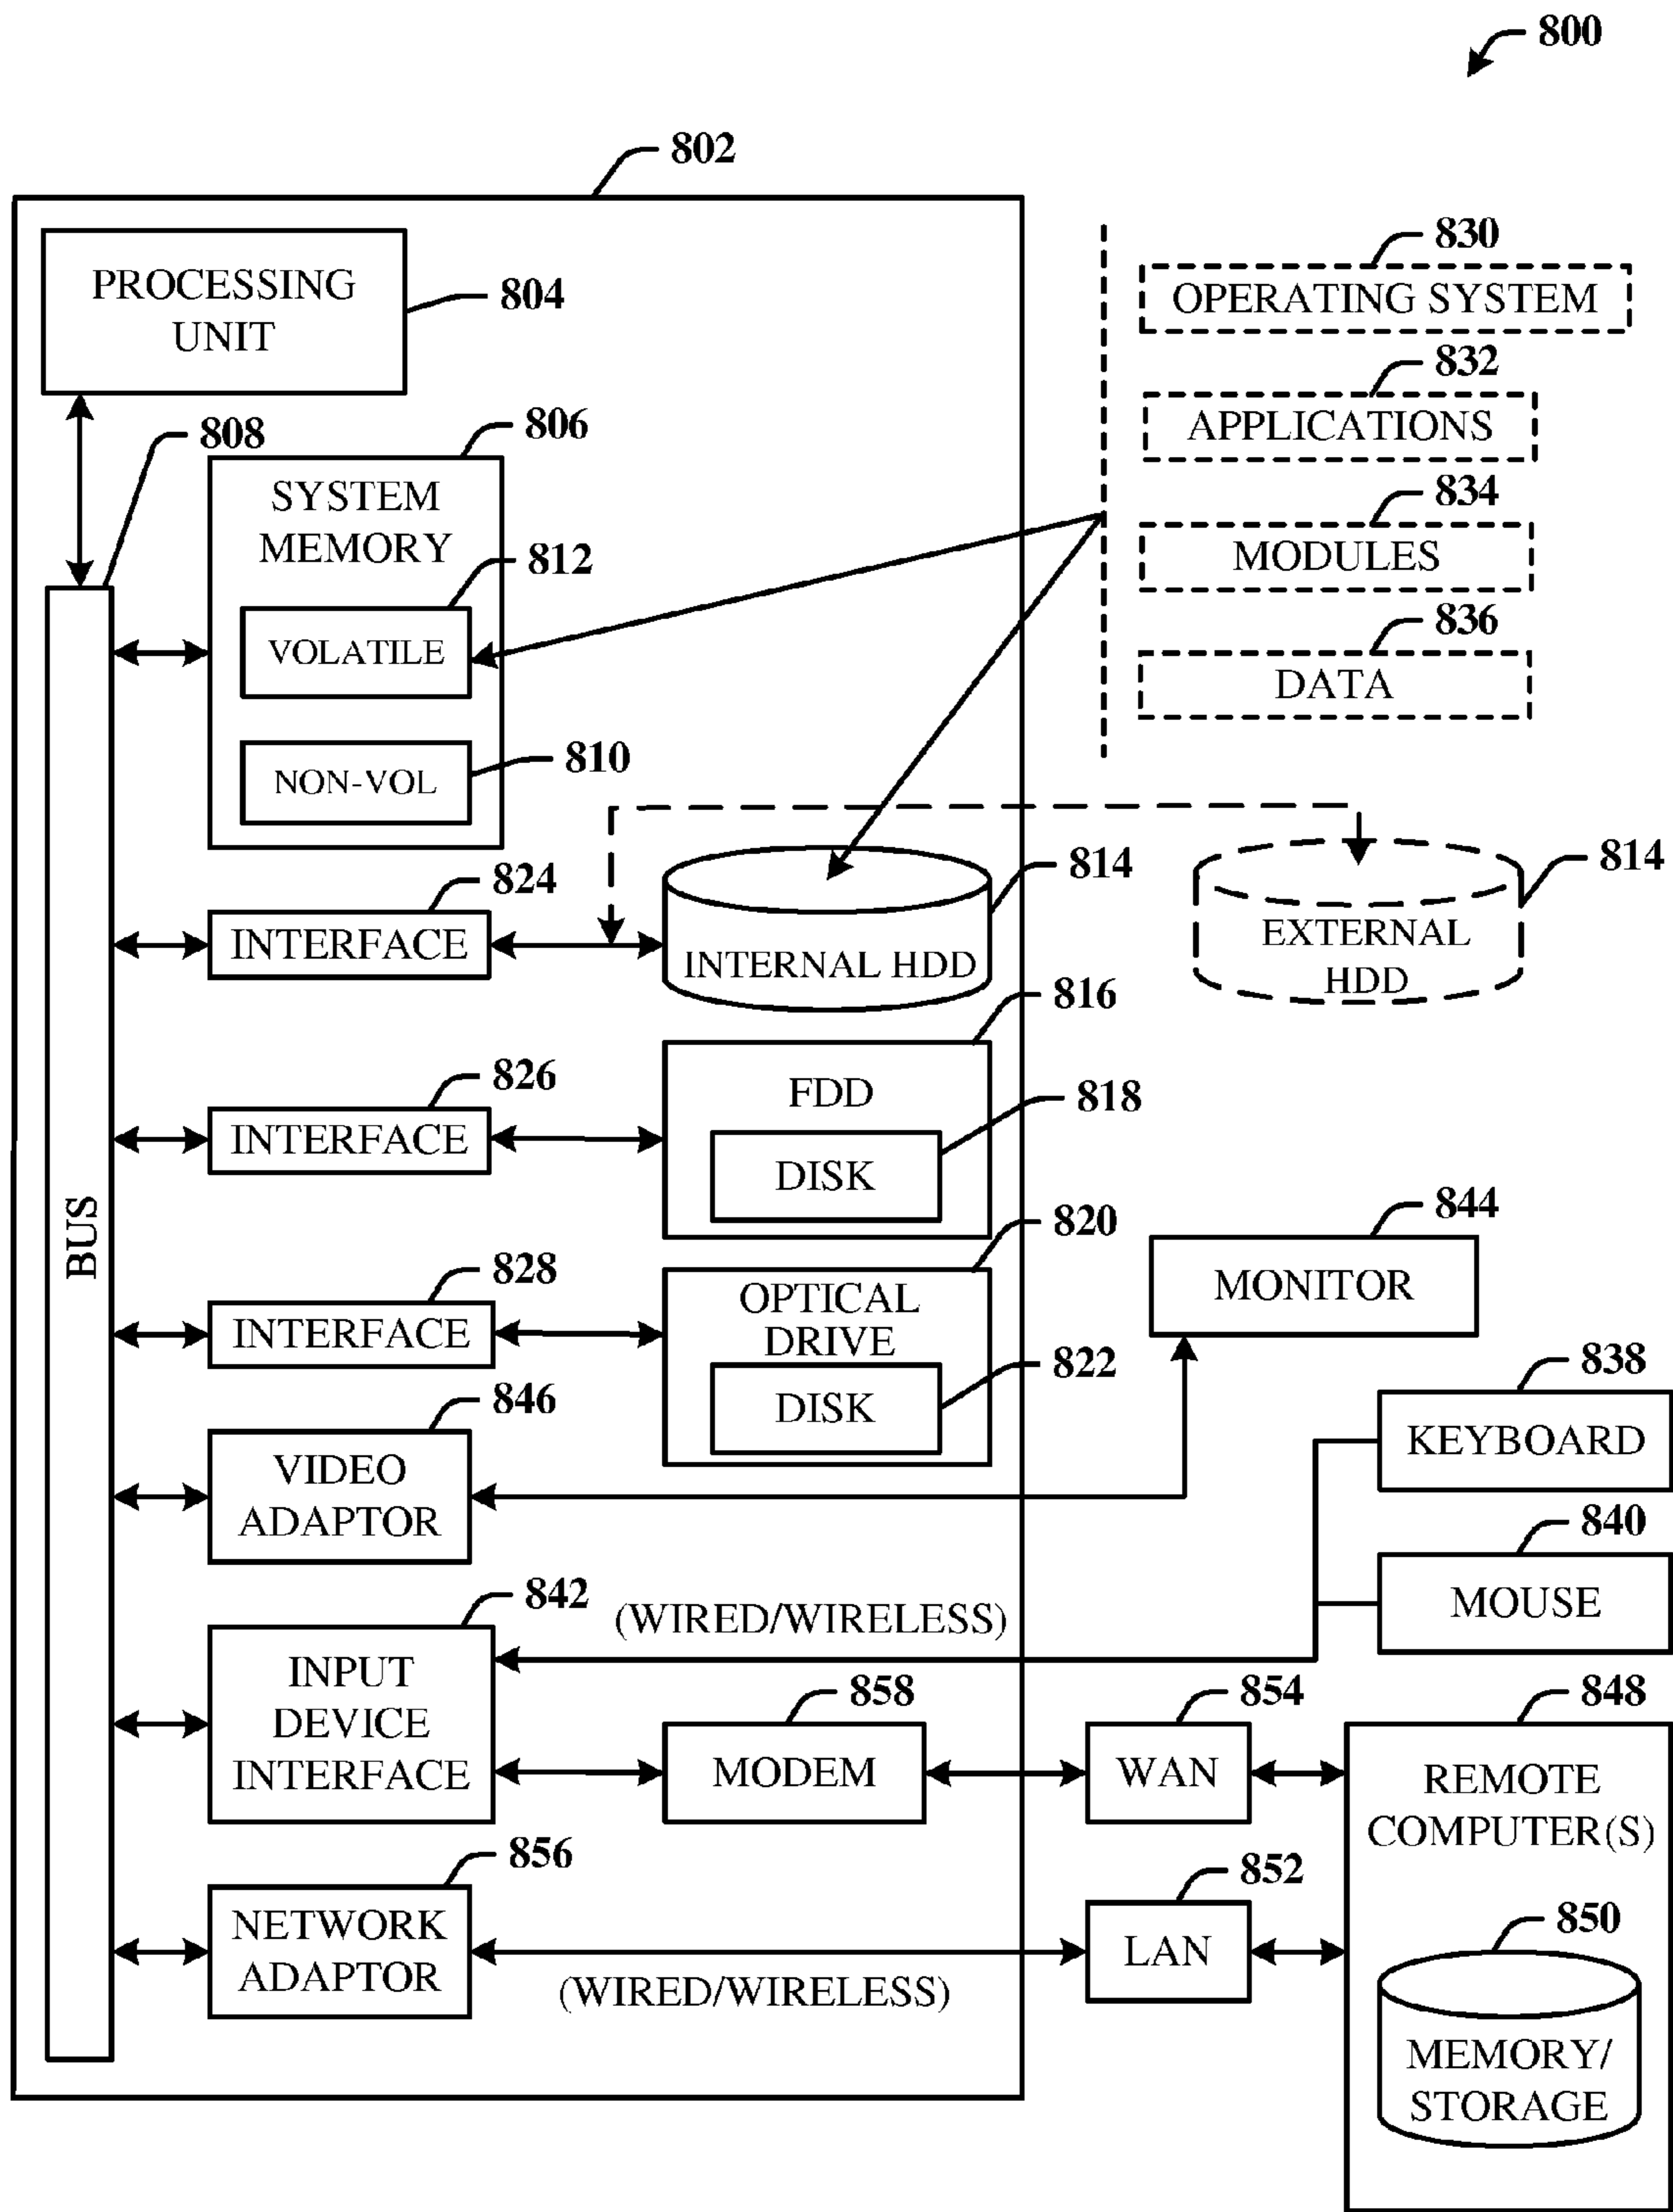 800
802
PROCESSING
UNIT
804
830
OPERATING SYSTEM
832
APPLICATIONS
834
MODULES
836
DATA
808
806
SYSTEM
MEMORY
812
VOLATILE
810
NON-VOL
BUS
824
INTERFACE
814
INTERNAL HDD
814
EXTERNAL
HDD
826
INTERFACE
816
FDD
818
DISK
828
INTERFACE
820
OPTICAL
DRIVE
822
DISK
844
MONITOR
846
VIDEO
ADAPTOR
838
KEYBOARD
840
MOUSE
842
INPUT
DEVICE
INTERFACE
(WIRED/WIRELESS)
858
MODEM
854
WAN
848
REMOTE
COMPUTER(S)
856
NETWORK
ADAPTOR
(WIRED/WIRELESS)
852
LAN
850
MEMORY/
STORAGE